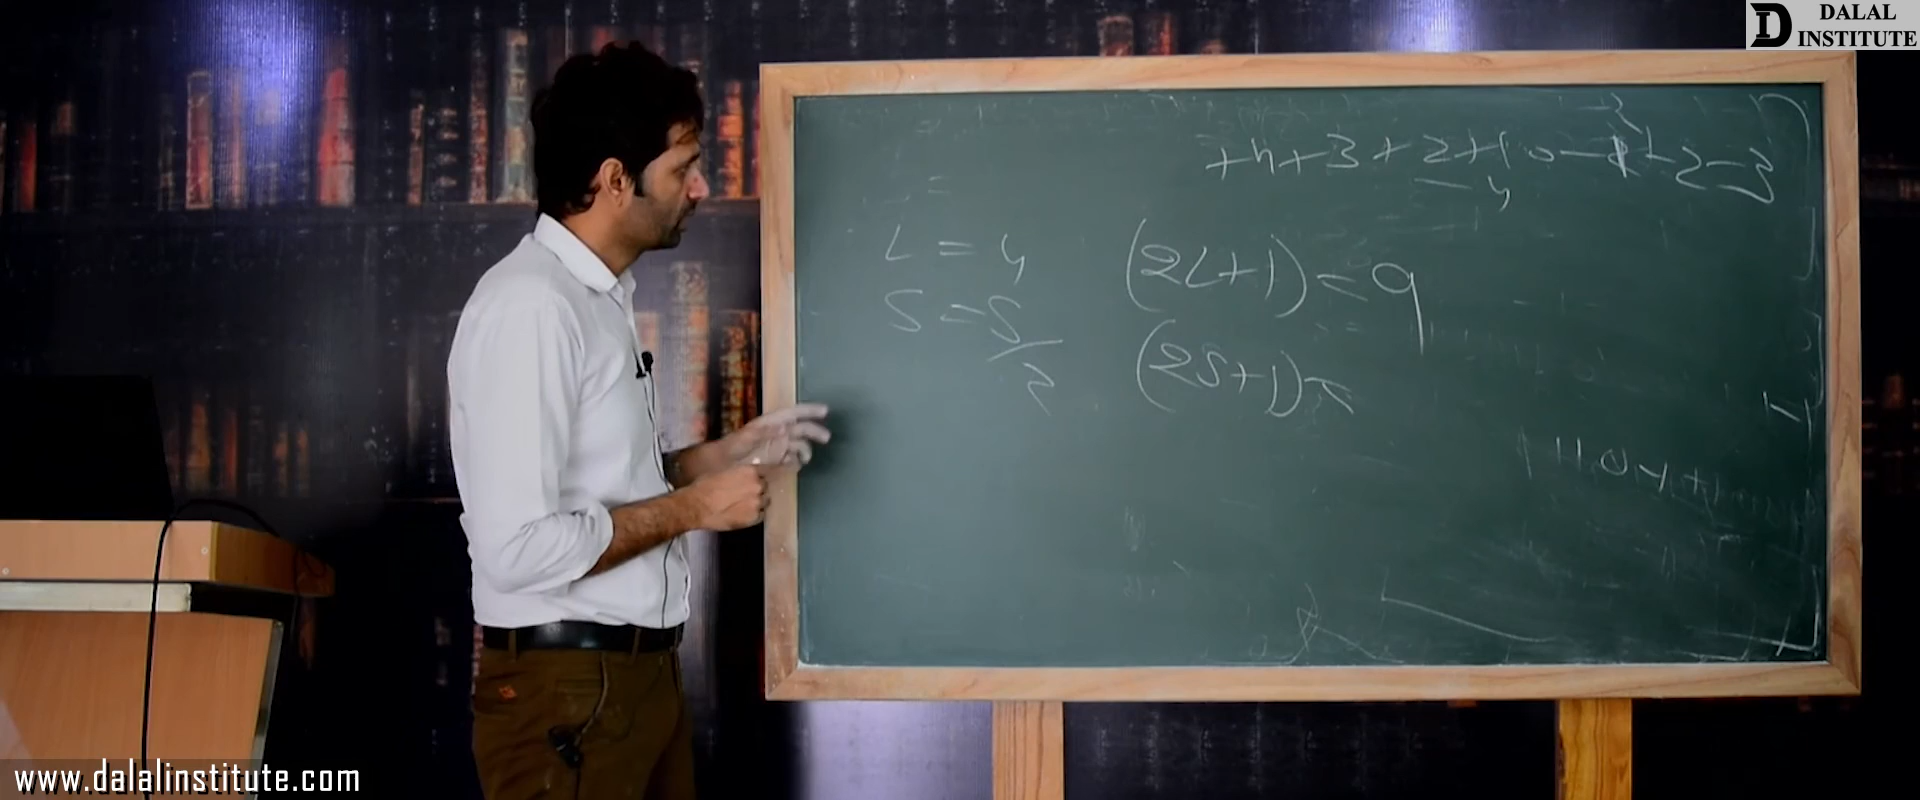 DALAL
INSTITUTE
+4+3+2+1 0 -1 -2 -3
L = 4
(2L+1) = 9
S = 5/2
(2S+1) =
www.dalalinstitute.com